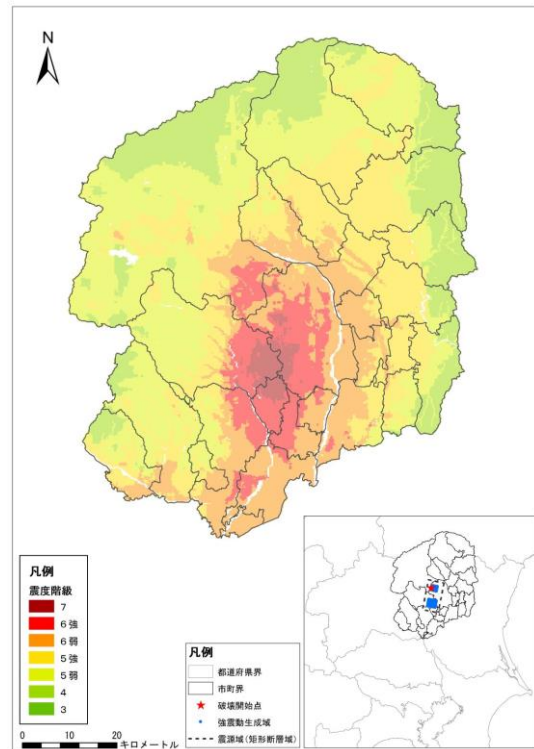 N
凡例
震度階級
7
6強
6弱
5強
5弱
4
3
0 10 20
キロメートル
凡例
都道府県界
市町界
破壊開始点
強震動生成域
震源域(矩形断層域)